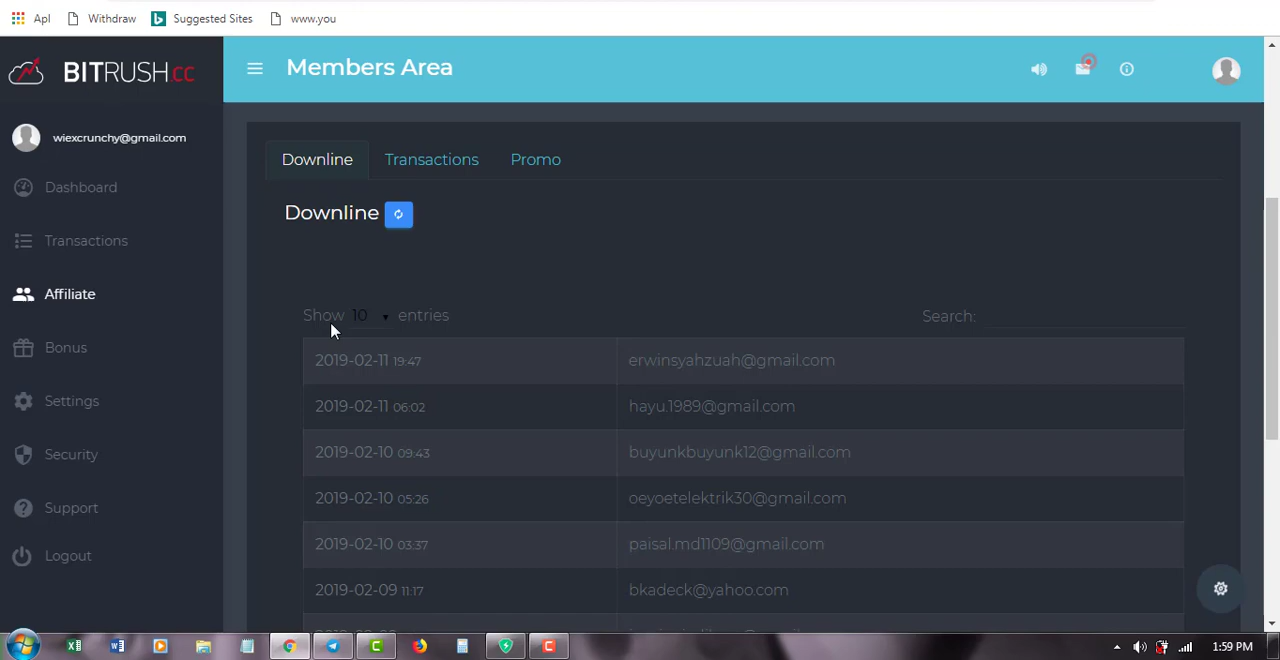 Apl Withdraw Suggested Sites www.you
BITRUSH.cc
Members Area
wiexcrunchy@gmail.com
Dashboard
Transactions
Affiliate
Bonus
Settings
Security
Support
Logout
Downline Transactions Promo
Downline
Show 10 entries
Search:
2019-02-11 19:47 erwinsyahzuah@gmail.com
2019-02-11 06:02 hayu.1989@gmail.com
2019-02-10 09:43 buyunkbuyunk12@gmail.com
2019-02-10 05:26 oeyoetelektrik30@gmail.com
2019-02-10 03:37 paisal.md1109@gmail.com
2019-02-09 11:17 bkadeck@yahoo.com
1:59 PM